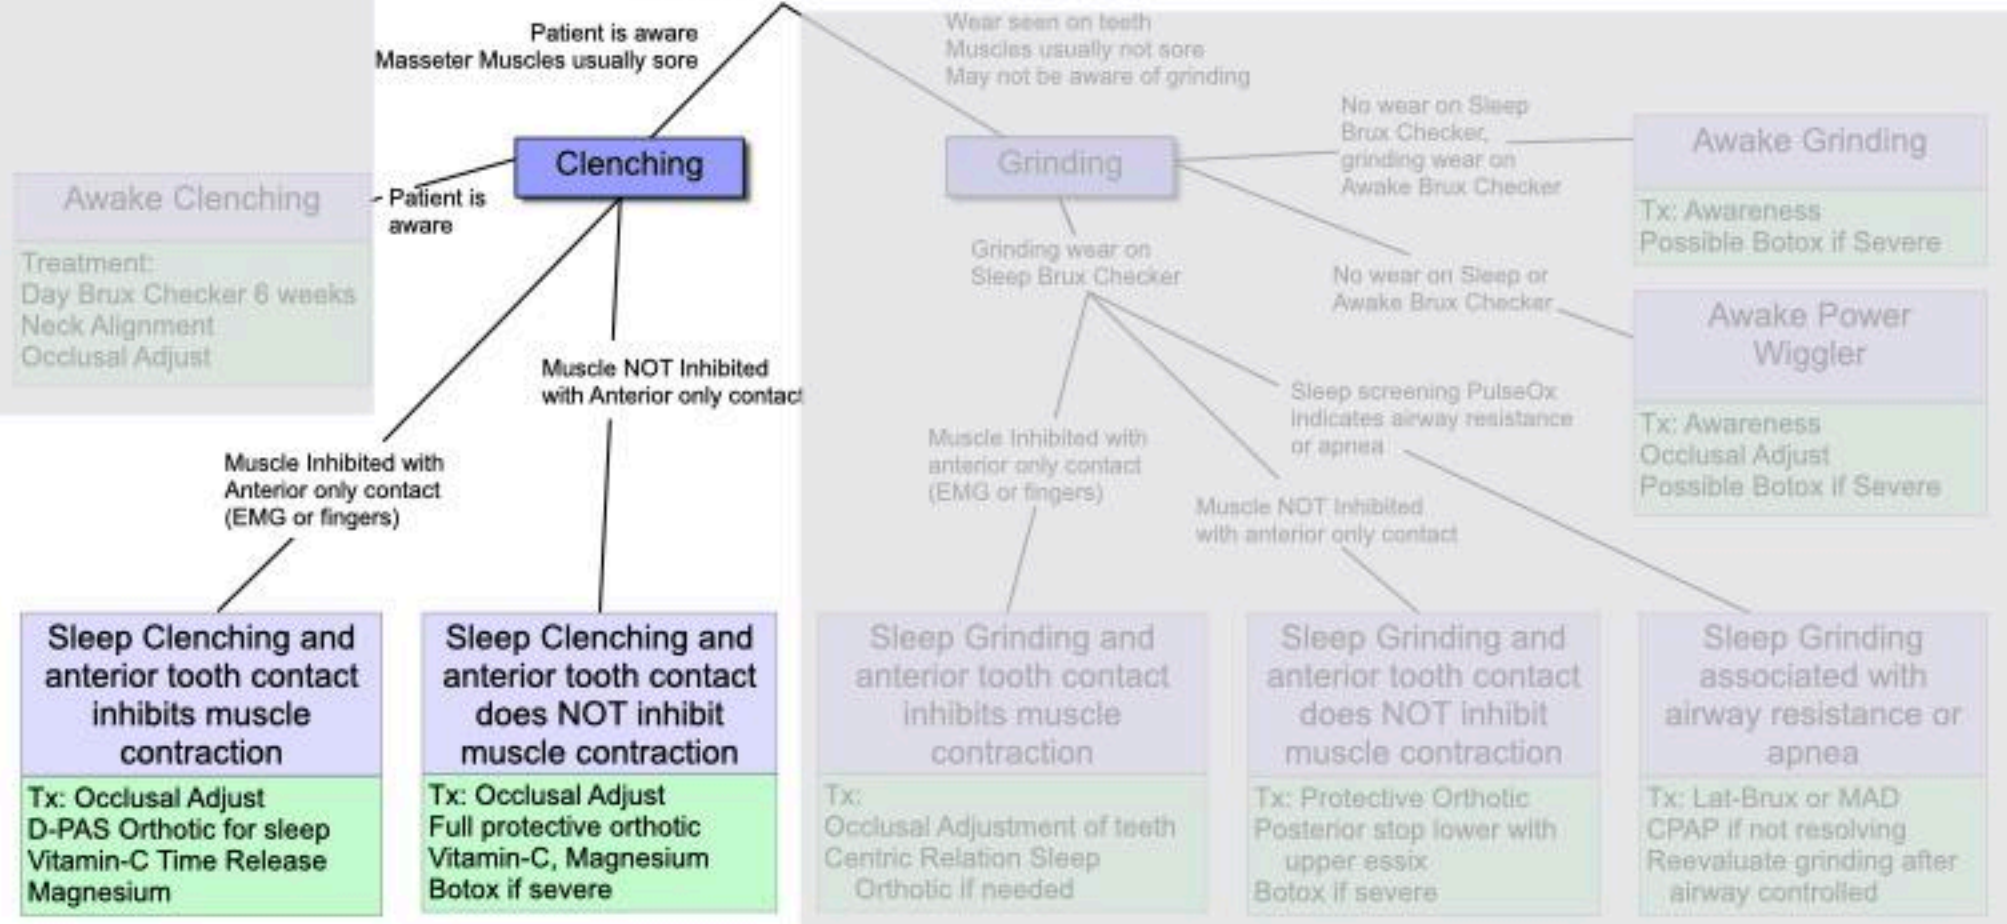 Patient is aware
Masseter Muscles usually sore
Wear seen on teeth
Muscles usually not sore
May not be aware of grinding
Clenching
Grinding
No wear on Sleep
Brux Checker,
grinding wear on
Awake Brux Checker
Awake Grinding
Tx: Awareness
Possible Botox if Severe
Awake Clenching
Treatment:
Day Brux Checker 6 weeks
Neck Alignment
Occlusal Adjust
Patient is
aware
Grinding wear on
Sleep Brux Checker
No wear on Sleep or
Awake Brux Checker
Awake Power
Wiggler
Tx: Awareness
Occlusal Adjust
Possible Botox if Severe
Muscle NOT Inhibited
with Anterior only contact
Sleep screening PulseOx
indicates airway resistance
or apnea
Muscle Inhibited with
Anterior only contact
(EMG or fingers)
Muscle Inhibited with
anterior only contact
(EMG or fingers)
Muscle NOT Inhibited
with anterior only contact
Sleep Clenching and
anterior tooth contact
inhibits muscle
contraction
Tx: Occlusal Adjust
D-PAS Orthotic for sleep
Vitamin-C Time Release
Magnesium
Sleep Clenching and
anterior tooth contact
does NOT inhibit
muscle contraction
Tx: Occlusal Adjust
Full protective orthotic
Vitamin-C, Magnesium
Botox if severe
Sleep Grinding and
anterior tooth contact
inhibits muscle
contraction
Tx:
Occlusal Adjustment of teeth
Centric Relation Sleep
Orthotic if needed
Sleep Grinding and
anterior tooth contact
does NOT inhibit
muscle contraction
Tx: Protective Orthotic
Posterior stop lower with
upper essix
Botox if severe
Sleep Grinding
associated with
airway resistance or
apnea
Tx: Lat-Brux or MAD
CPAP if not resolving
Reevaluate grinding after
airway controlled